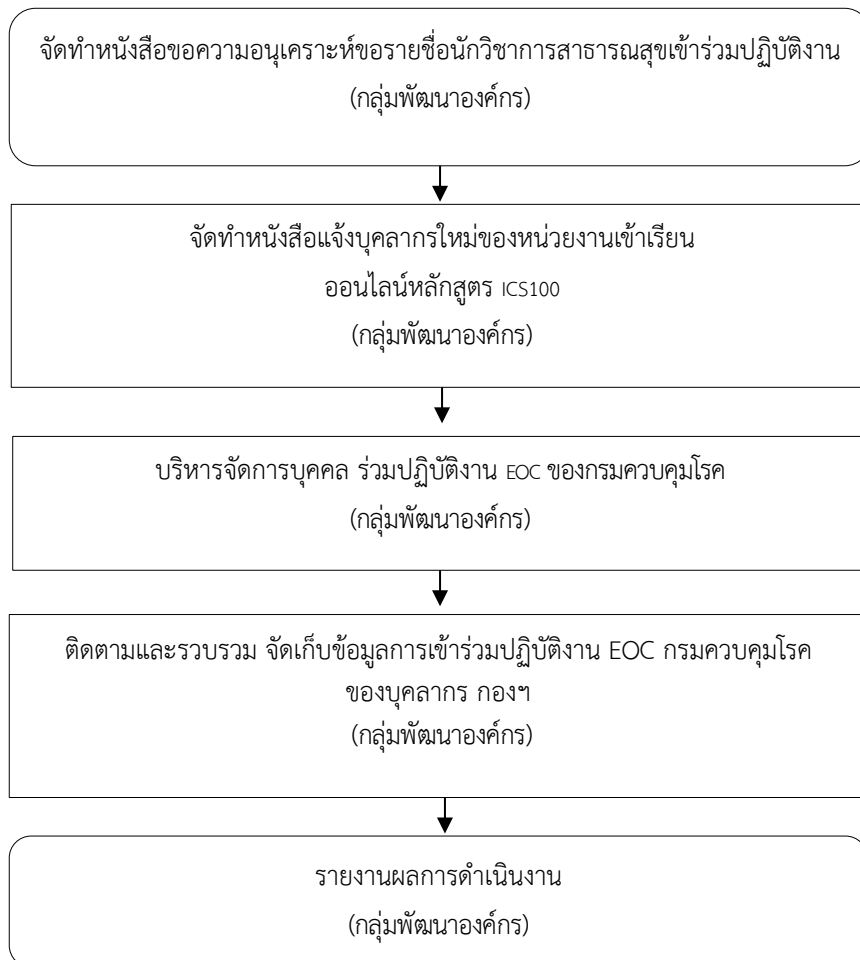 จัดทำหนังสือขอความอนุเคราะห์ขอรายชื่อนักวิชาการสาธารณสุขเข้าร่วมปฏิบัติงาน
(กลุ่มพัฒนาองค์กร)
จัดทำหนังสือแจ้งบุคลากรใหม่ของหน่วยงานเข้าเรียน
ออนไลน์หลักสูตร ICS100
(กลุ่มพัฒนาองค์กร)
บริหารจัดการบุคคล ร่วมปฏิบัติงาน EOC ของกรมควบคุมโรค
(กลุ่มพัฒนาองค์กร)
ติดตามและรวบรวม จัดเก็บข้อมูลการเข้าร่วมปฏิบัติงาน EOC กรมควบคุมโรค
ของบุคลากร กองฯ
(กลุ่มพัฒนาองค์กร)
รายงานผลการดำเนินงาน
(กลุ่มพัฒนาองค์กร)